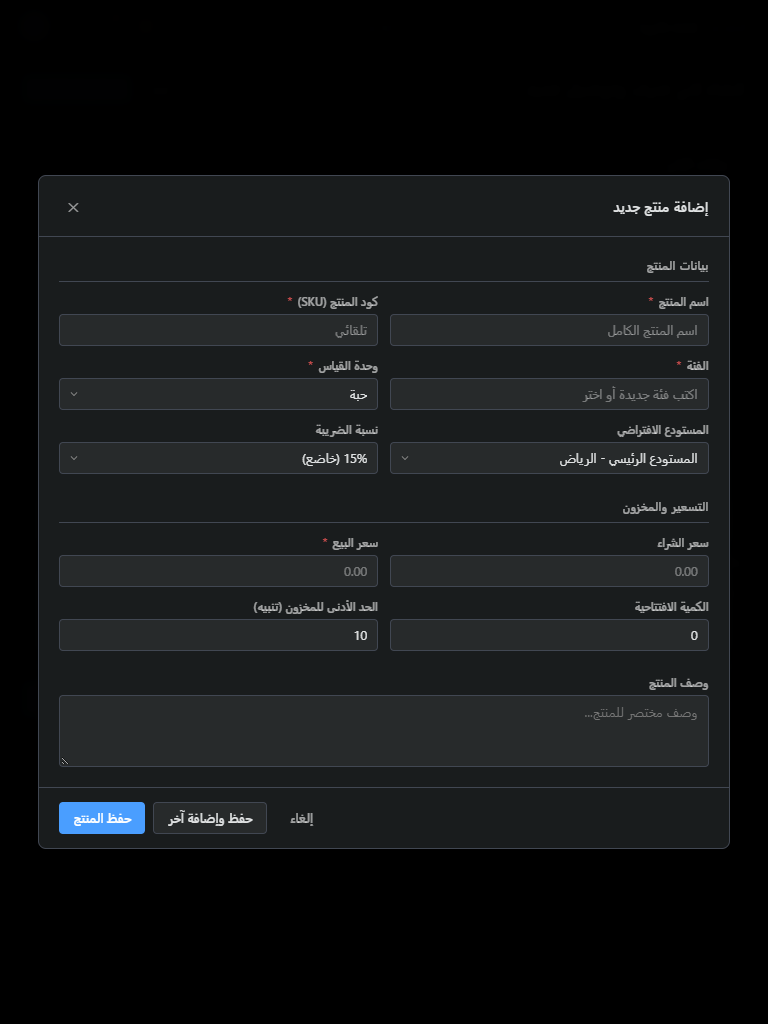 إضافة منتج جديد
بيانات المنتج
اسم المنتج *
كود المنتج (SKU) *
اسم المنتج الكامل
تلقائي
الفئة *
وحدة القياس *
اكتب فئة جديدة أو اختر
حبة
المستودع الافتراضي
نسبة الضريبة
المستودع الرئيسي - الرياض
15% (خاضع)
التسعير والمخزون
سعر الشراء
سعر البيع *
0.00
0.00
الكمية الافتتاحية
الحد الأدنى للمخزون (تنبيه)
0
10
وصف المنتج
وصف مختصر للمنتج...
إلغاء
حفظ وإضافة آخر
حفظ المنتج